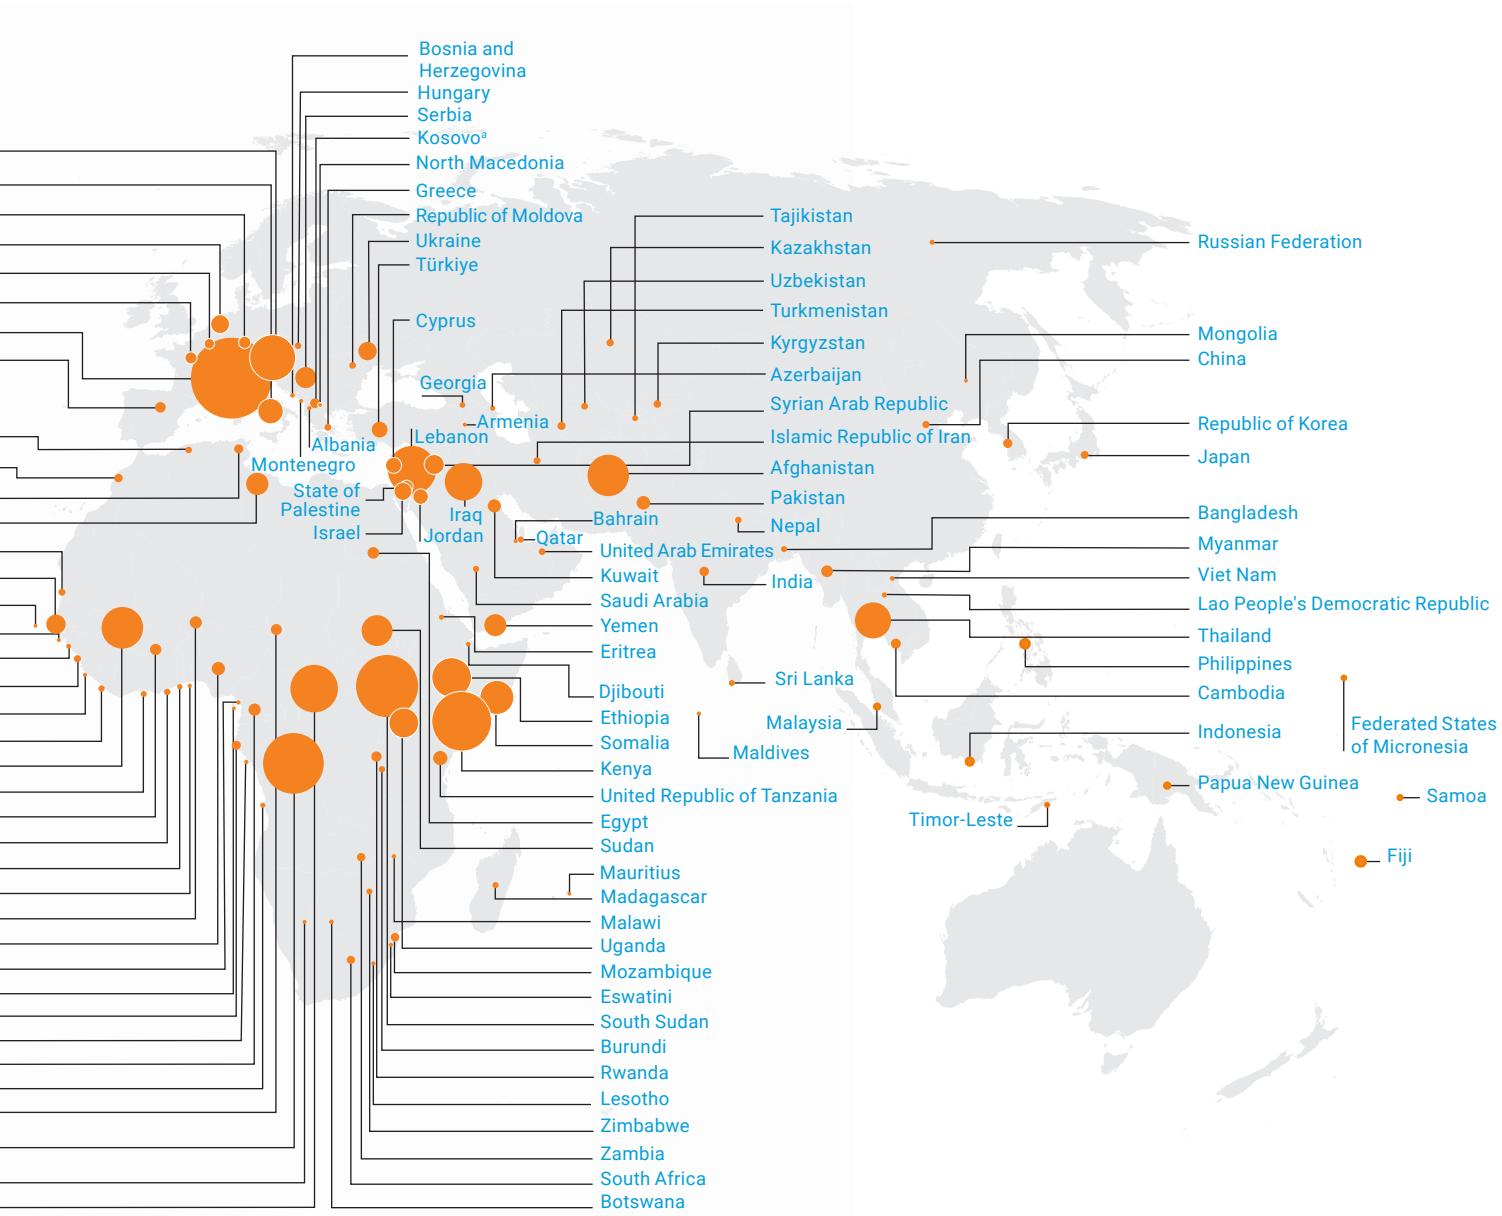 Bosnia and
Herzegovina
Hungary
Serbia
Kosovoᵃ
North Macedonia
Greece
Republic of Moldova
Ukraine
Türkiye
Cyprus
Georgia
Armenia
Lebanon
Albania
Montenegro
State of
Palestine
Israel
Iraq
Jordan
Bahrain
Qatar
United Arab Emirates
Kuwait
Saudi Arabia
Yemen
Eritrea
Djibouti
Ethiopia
Somalia
Kenya
United Republic of Tanzania
Egypt
Sudan
Mauritius
Madagascar
Malawi
Uganda
Mozambique
Eswatini
South Sudan
Burundi
Rwanda
Lesotho
Zimbabwe
Zambia
South Africa
Botswana
Tajikistan
Kazakhstan
Uzbekistan
Turkmenistan
Kyrgyzstan
Azerbaijan
Syrian Arab Republic
Islamic Republic of Iran
Afghanistan
Pakistan
Nepal
India
Sri Lanka
Malaysia
Maldives
Timor-Leste
Russian Federation
Mongolia
China
Republic of Korea
Japan
Bangladesh
Myanmar
Viet Nam
Lao People's Democratic Republic
Thailand
Philippines
Cambodia
Indonesia
Federated States
of Micronesia
Papua New Guinea
Samoa
Fiji